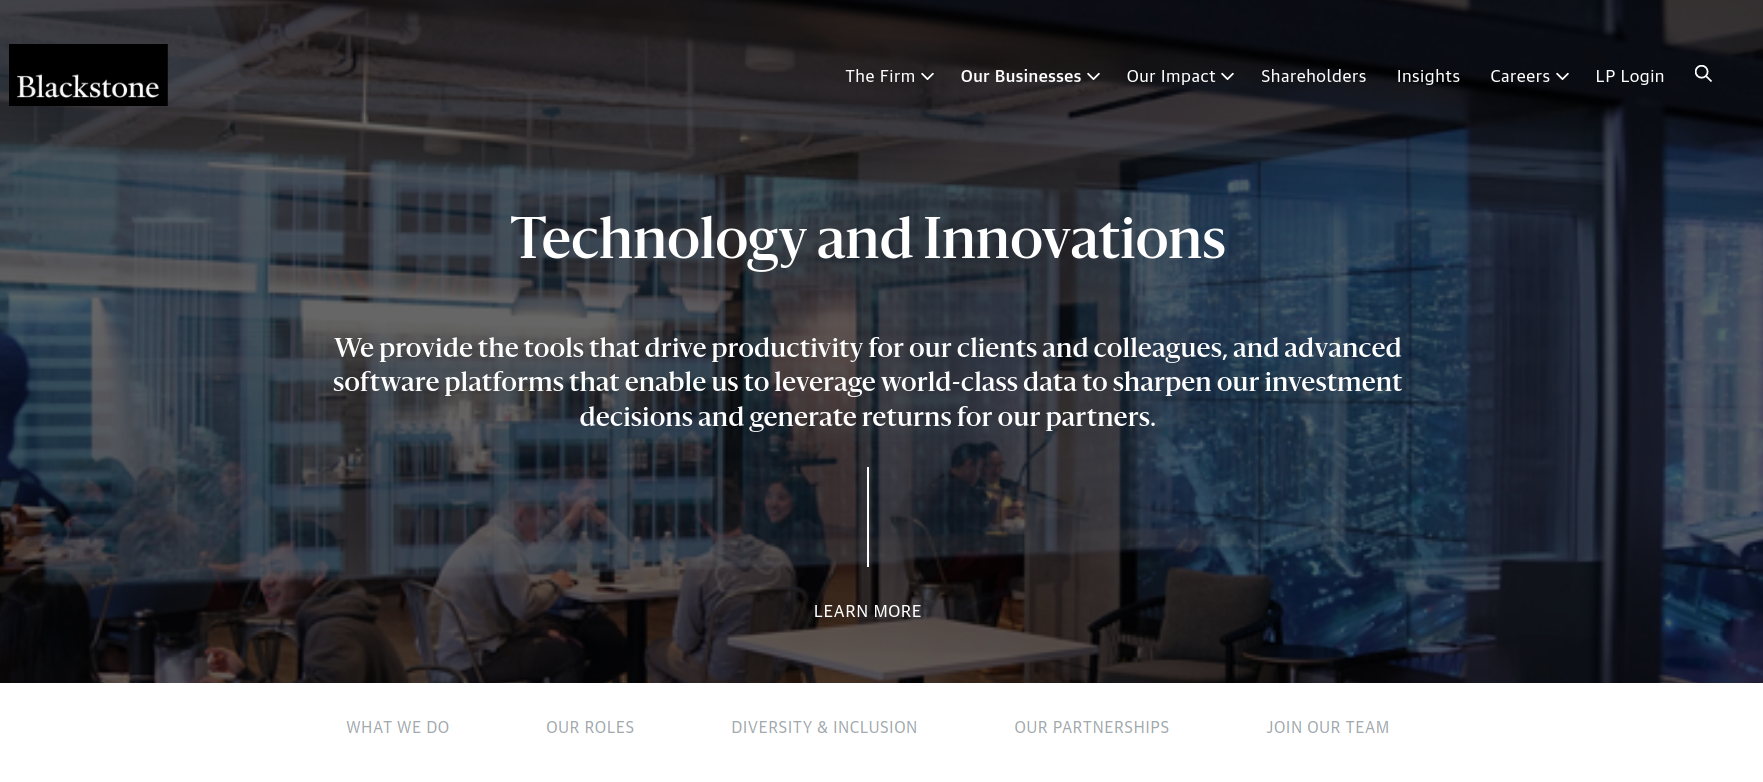 Blackstone
The Firm Our Businesses Our Impact Shareholders Insights Careers LP Login
Technology and Innovations
We provide the tools that drive productivity for our clients and colleagues, and advanced
software platforms that enable us to leverage world-class data to sharpen our investment
decisions and generate returns for our partners.
LEARN MORE
WHAT WE DO OUR ROLES DIVERSITY & INCLUSION OUR PARTNERSHIPS JOIN OUR TEAM